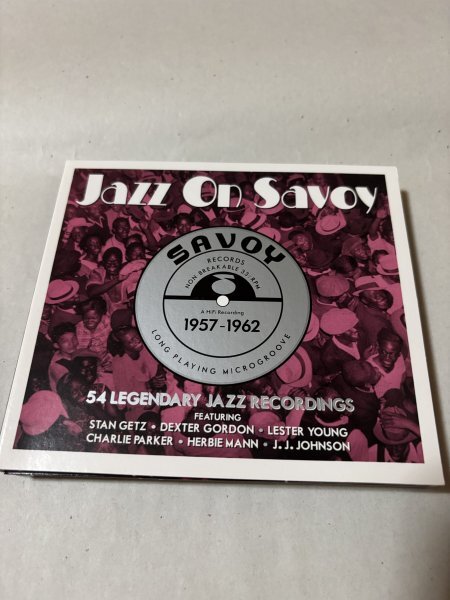 Jazz On Savoy
SAVOY
RECORDS
NON BREAKABLE 33⅓ RPM
A HiFi Recording
1957-1962
LONG PLAYING MICROGROOVE
54 LEGENDARY JAZZ RECORDINGS
FEATURING
STAN GETZ • DEXTER GORDON • LESTER YOUNG
CHARLIE PARKER • HERBIE MANN • J. J. JOHNSON